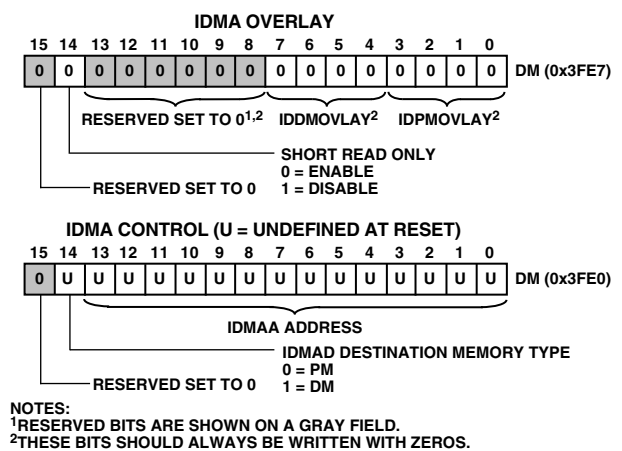 IDMA OVERLAY
15 14 13 12 11 10 9 8 7 6 5 4 3 2 1 0
0 0 0 0 0 0 0 0 0 0 0 0 0 0 0 0 DM (0x3FE7)
RESERVED SET TO 01,2 IDDMOVLAY2 IDPMOVLAY2
SHORT READ ONLY
0 = ENABLE
RESERVED SET TO 0 1 = DISABLE
IDMA CONTROL (U = UNDEFINED AT RESET)
15 14 13 12 11 10 9 8 7 6 5 4 3 2 1 0
0 U U U U U U U U U U U U U U U DM (0x3FE0)
IDMAA ADDRESS
IDMAD DESTINATION MEMORY TYPE
0 = PM
RESERVED SET TO 0 1 = DM
NOTES:
1RESERVED BITS ARE SHOWN ON A GRAY FIELD.
2THESE BITS SHOULD ALWAYS BE WRITTEN WITH ZEROS.